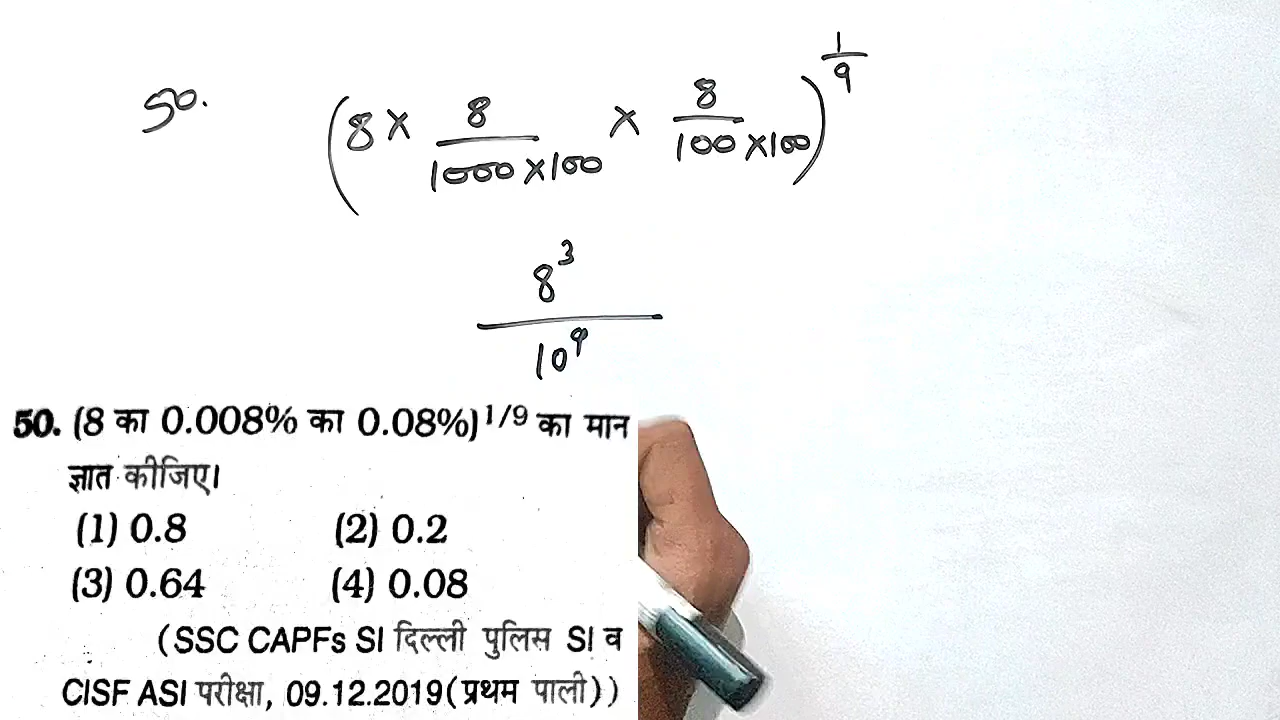 50. (8 × 8/1000×100 × 8/100×100)^1/9
8^3/10^9
50. (8 का 0.008% का 0.08%)^1/9 का मान
ज्ञात कीजिए।
(1) 0.8 (2) 0.2
(3) 0.64 (4) 0.08
(SSC CAPFs SI दिल्ली पुलिस SI व
CISF ASI परीक्षा, 09.12.2019(प्रथम पाली))